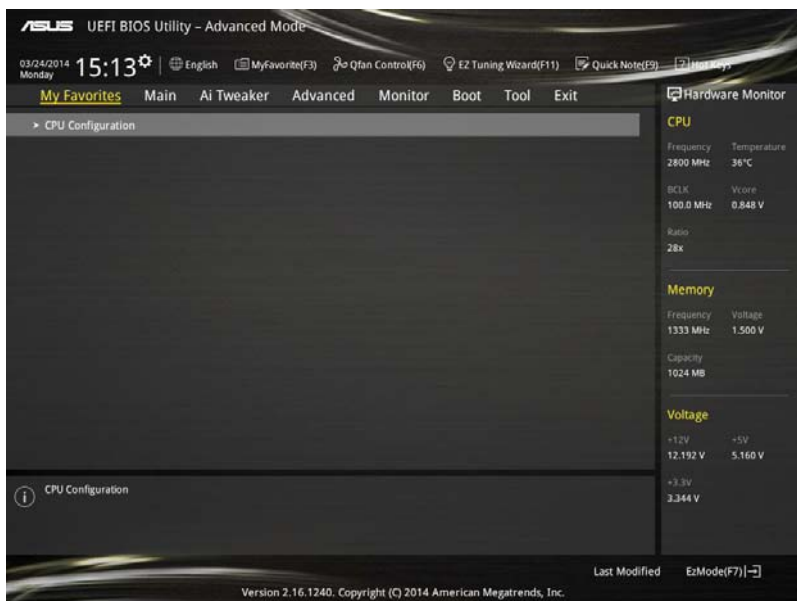 ASUS UEFI BIOS Utility – Advanced Mode
03/24/2014 Monday 15:13 English MyFavorite(F3) Qfan Control(F6) EZ Tuning Wizard(F11) Quick Note(F9) ? Hot Keys
My Favorites Main Ai Tweaker Advanced Monitor Boot Tool Exit
> CPU Configuration
Hardware Monitor
CPU
Frequency Temperature
2800 MHz 36°C
BCLK Vcore
100.0 MHz 0.848 V
Ratio
28x
Memory
Frequency Voltage
1333 MHz 1.500 V
Capacity
1024 MB
Voltage
+12V +5V
12.192 V 5.160 V
+3.3V
3.344 V
i CPU Configuration
Last Modified EzMode(F7)
Version 2.16.1240. Copyright (C) 2014 American Megatrends, Inc.